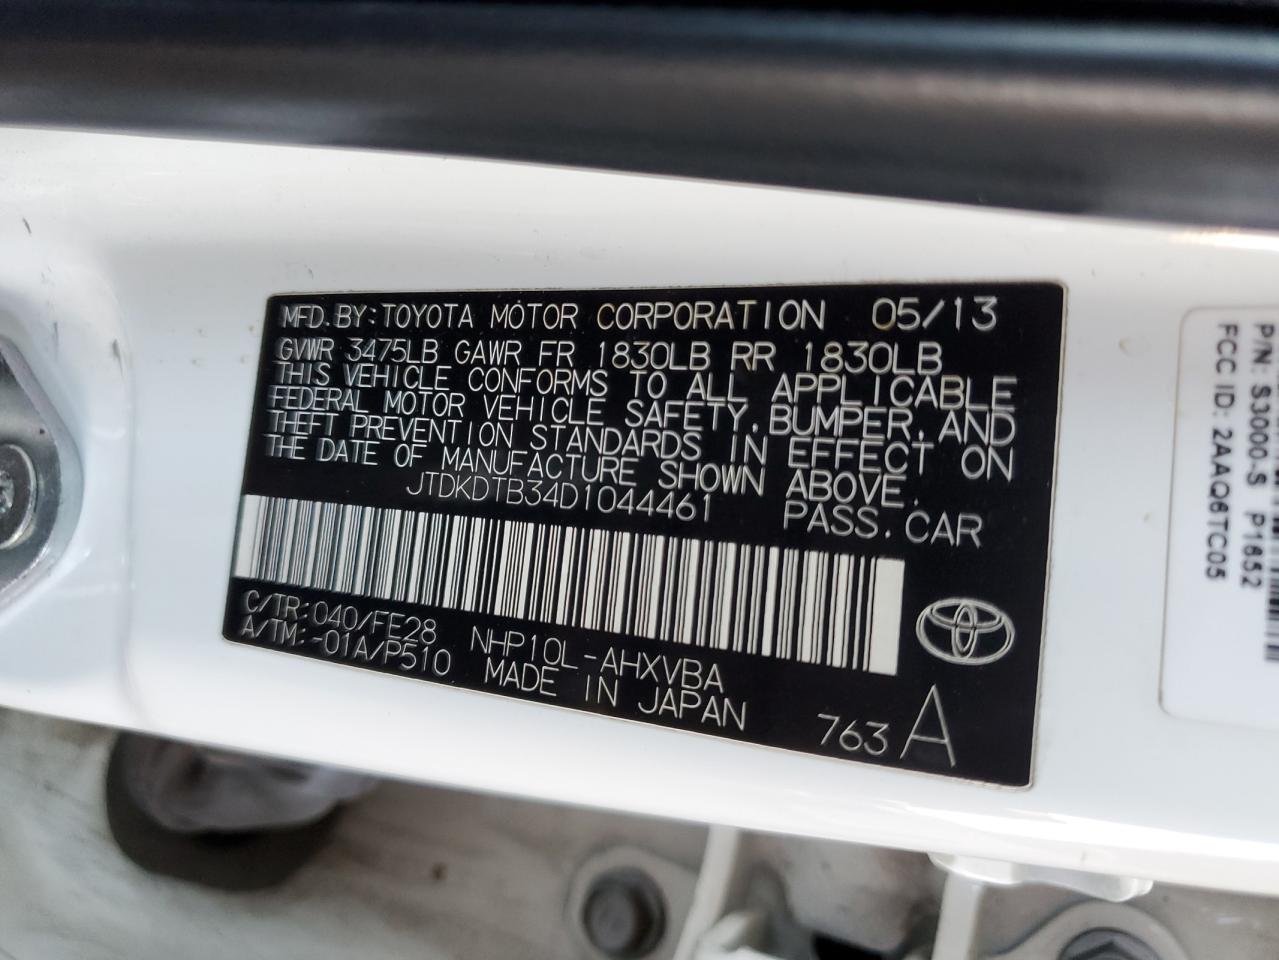 MFD. BY: TOYOTA MOTOR CORPORATION 05/13
GVWR 3475LB GAWR FR 1830LB RR 1830LB
THIS VEHICLE CONFORMS TO ALL APPLICABLE
FEDERAL MOTOR VEHICLE SAFETY, BUMPER, AND
THEFT PREVENTION STANDARDS IN EFFECT ON
THE DATE OF MANUFACTURE SHOWN ABOVE.
JTDKDTB34D1044461 PASS. CAR
C/TR: 040/FE28 NHP10L-AHXVBA
A/TM: -01A/P510 MADE IN JAPAN
763 A
P/N: S3000-S P1652
FCC ID: 2AAQ6TC05